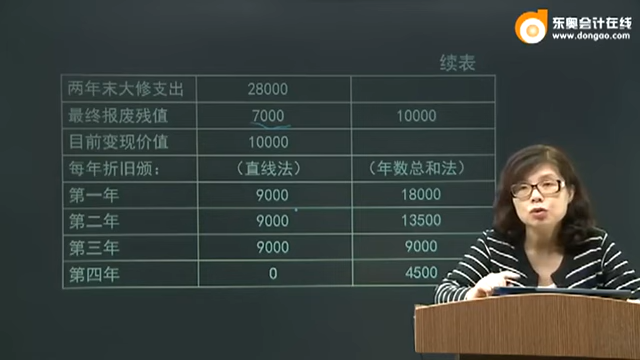 东奥会计在线
www.dongao.com
续表
两年末大修支出 28000
最终报废残值 7000 10000
目前变现价值 10000
每年折旧颁： （直线法） （年数总和法）
第一年 9000 18000
第二年 9000 13500
第三年 9000 9000
第四年 0 4500